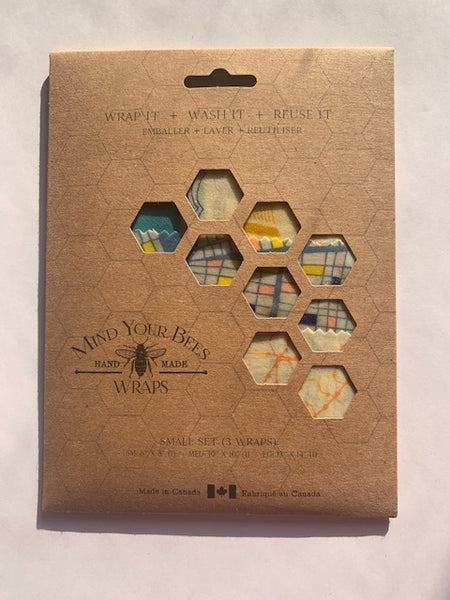 WRAP IT + WASH IT + REUSE IT
EMBALLER + LAVER + RÉUTILISER
MIND YOUR BEES
HAND MADE
WRAPS
SMALL SET (3 WRAPS):
Made in Canada Fabriqué au Canada